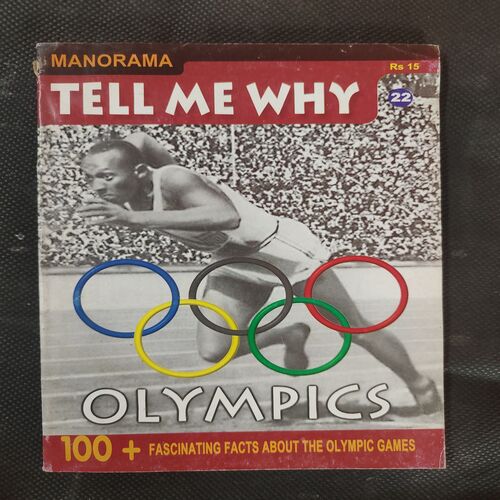 MANORAMA
Rs 15
TELL ME WHY
22
OLYMPICS
100 + FASCINATING FACTS ABOUT THE OLYMPIC GAMES